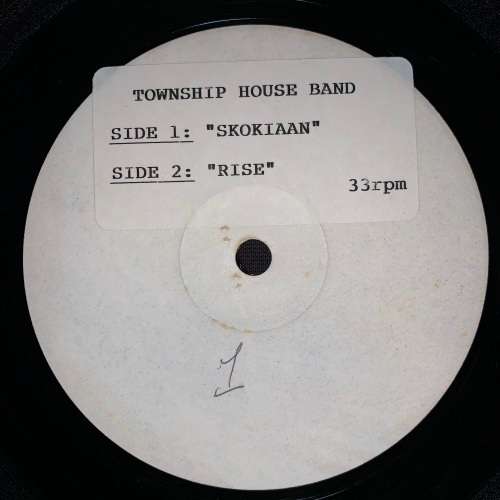 TOWNSHIP HOUSE BAND
SIDE 1: "SKOKIAAN"
SIDE 2: "RISE"
33rpm
1